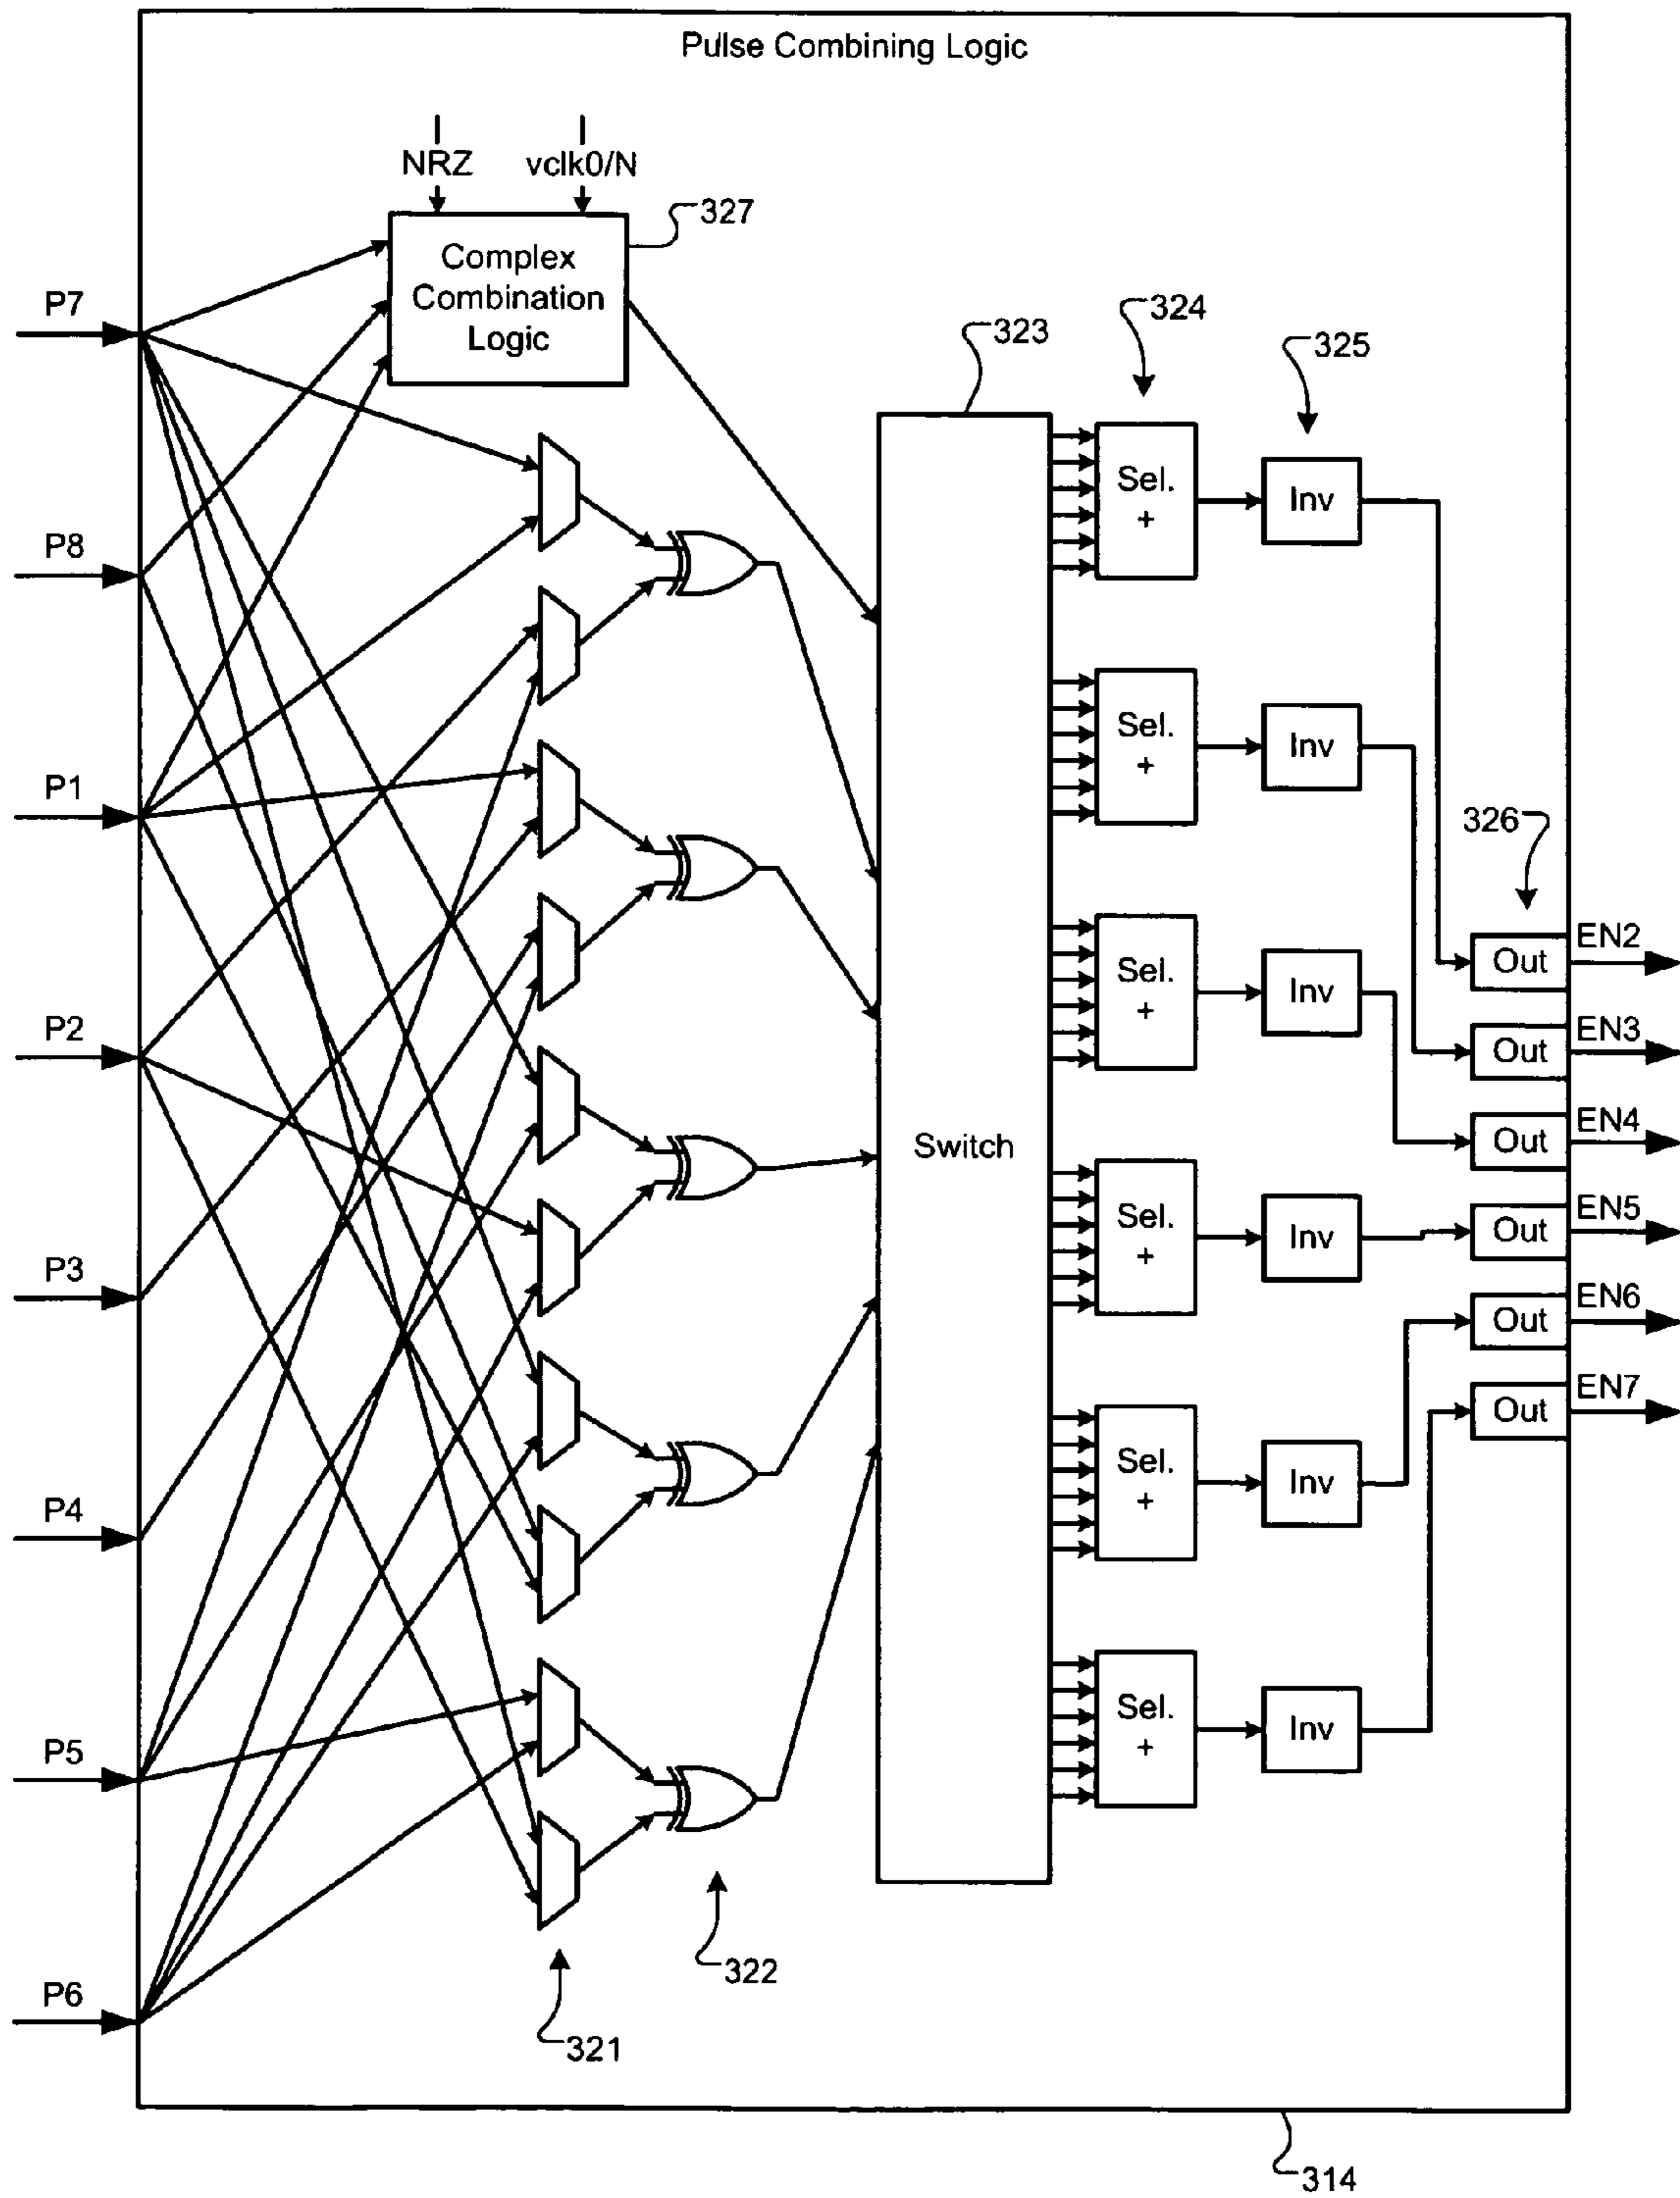 Pulse Combining Logic
NRZ
vclk0/N
327
Complex
Combination
Logic
P7
P8
P1
P2
P3
P4
P5
P6
323
324
325
326
Sel.
+
Inv
Sel.
+
Inv
Sel.
+
Inv
Switch
Sel.
+
Inv
Sel.
+
Inv
Sel.
+
Inv
Out
EN2
Out
EN3
Out
EN4
Out
EN5
Out
EN6
Out
EN7
322
321
314